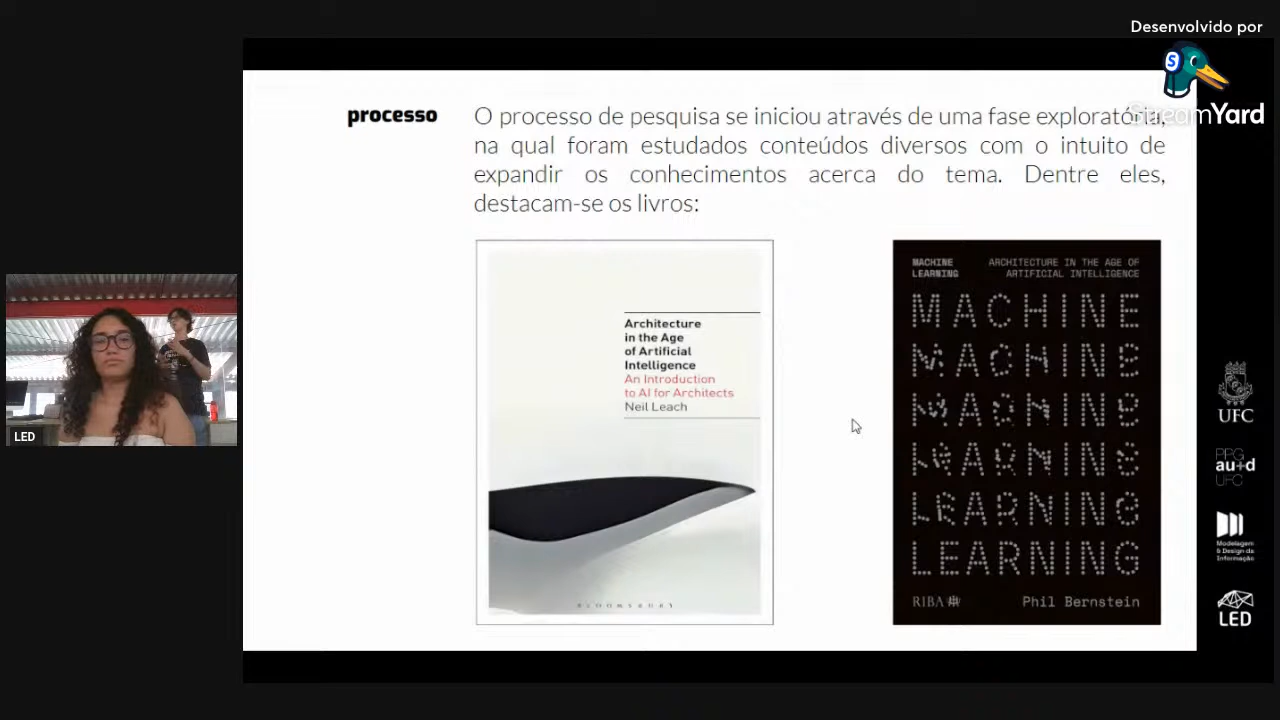 Desenvolvido por
StreamYard
processo
O processo de pesquisa se iniciou através de uma fase exploratória,
na qual foram estudados conteúdos diversos com o intuito de
expandir os conhecimentos acerca do tema. Dentre eles,
destacam-se os livros:
Architecture
in the Age
of Artificial
Intelligence
An Introduction
to AI for Architects
Neil Leach
BLOOMSBURY
MACHINE
LEARNING
ARCHITECTURE IN THE AGE OF
ARTIFICIAL INTELLIGENCE
MACHINE
MACHINE
LEARNING
LEARNING
RIBA
Phil Bernstein
LED
UFC
PPG
au+d
UFC
Modelagem
& Design da
Informação
LED